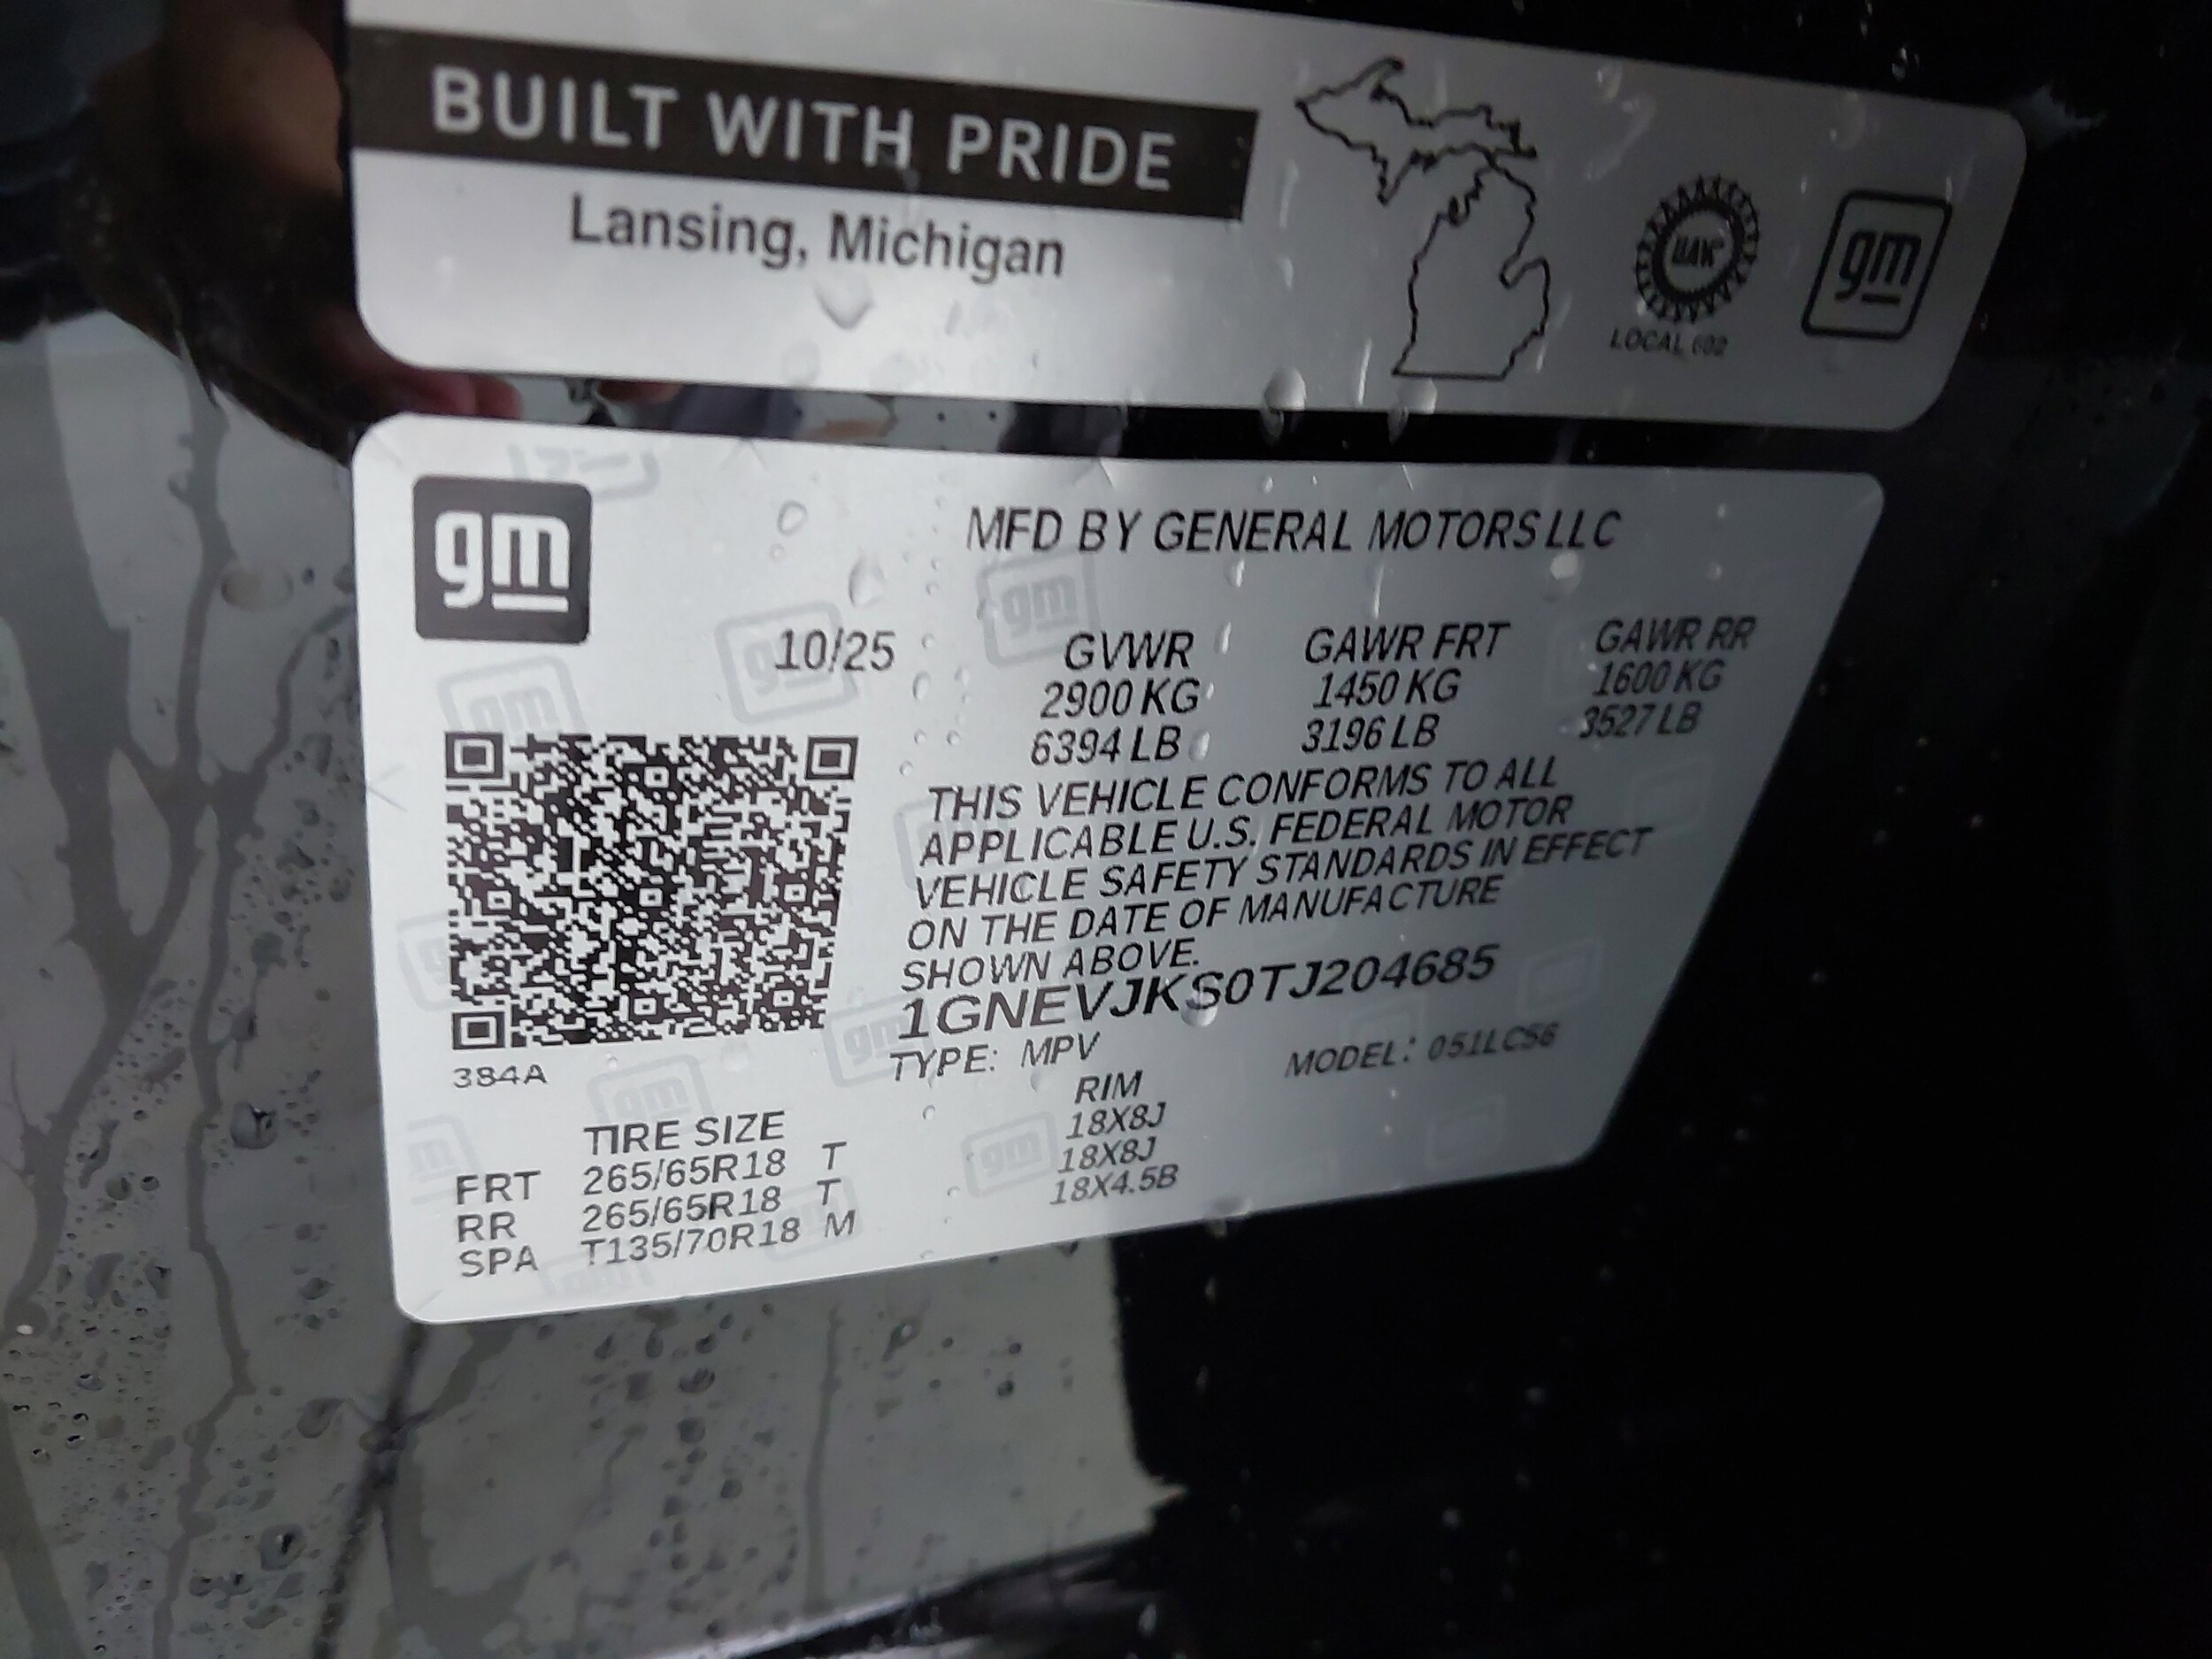 BUILT WITH PRIDE
Lansing, Michigan
UAW
LOCAL 602
gm
gm
MFD BY GENERAL MOTORS LLC
10/25
GVWR GAWR FRT GAWR RR
2900 KG 1450 KG 1600 KG
6394 LB 3196 LB 3527 LB
THIS VEHICLE CONFORMS TO ALL
APPLICABLE U.S. FEDERAL MOTOR
VEHICLE SAFETY STANDARDS IN EFFECT
ON THE DATE OF MANUFACTURE
SHOWN ABOVE.
1GNEVJKS0TJ204685
TYPE: MPV MODEL: 051LC56
384A
TIRE SIZE RIM
FRT 265/65R18 T 18X8J
RR 265/65R18 T 18X8J
SPA T135/70R18 M 18X4.5B